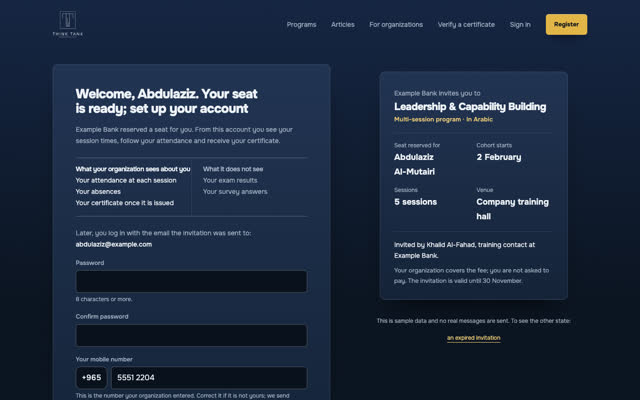 THINK TANK
Programs
Articles
For organizations
Verify a certificate
Sign in
Register
Welcome, Abdulaziz. Your seat
is ready; set up your account
Example Bank reserved a seat for you. From this account you see your
session times, follow attendance and receive your certificate.
What your organization sees about you
Your attendance at each session
Your absences
Your certificate once it is issued
What it does not see
Your exam results
Your survey answers
Later, you log in with the email the invitation was sent to:
abdulaziz@example.com
Password
8 characters or more.
Confirm password
Your mobile number
+965
5551 2204
This is the number your organization entered. Correct it if it is not yours; we send
Example Bank invites you to
Leadership & Capability Building
Multi-session program · In Arabic
Seat reserved for
Abdulaziz
Al-Mutairi
Cohort starts
2 February
Sessions
5 sessions
Venue
Company training
hall
Invited by Khalid Al-Fahad, training contact at
Example Bank.
Your organization covers the fee; you are not asked to
pay. The invitation is valid until 30 November.
This is sample data and no real messages are sent. To see the other state:
an expired invitation